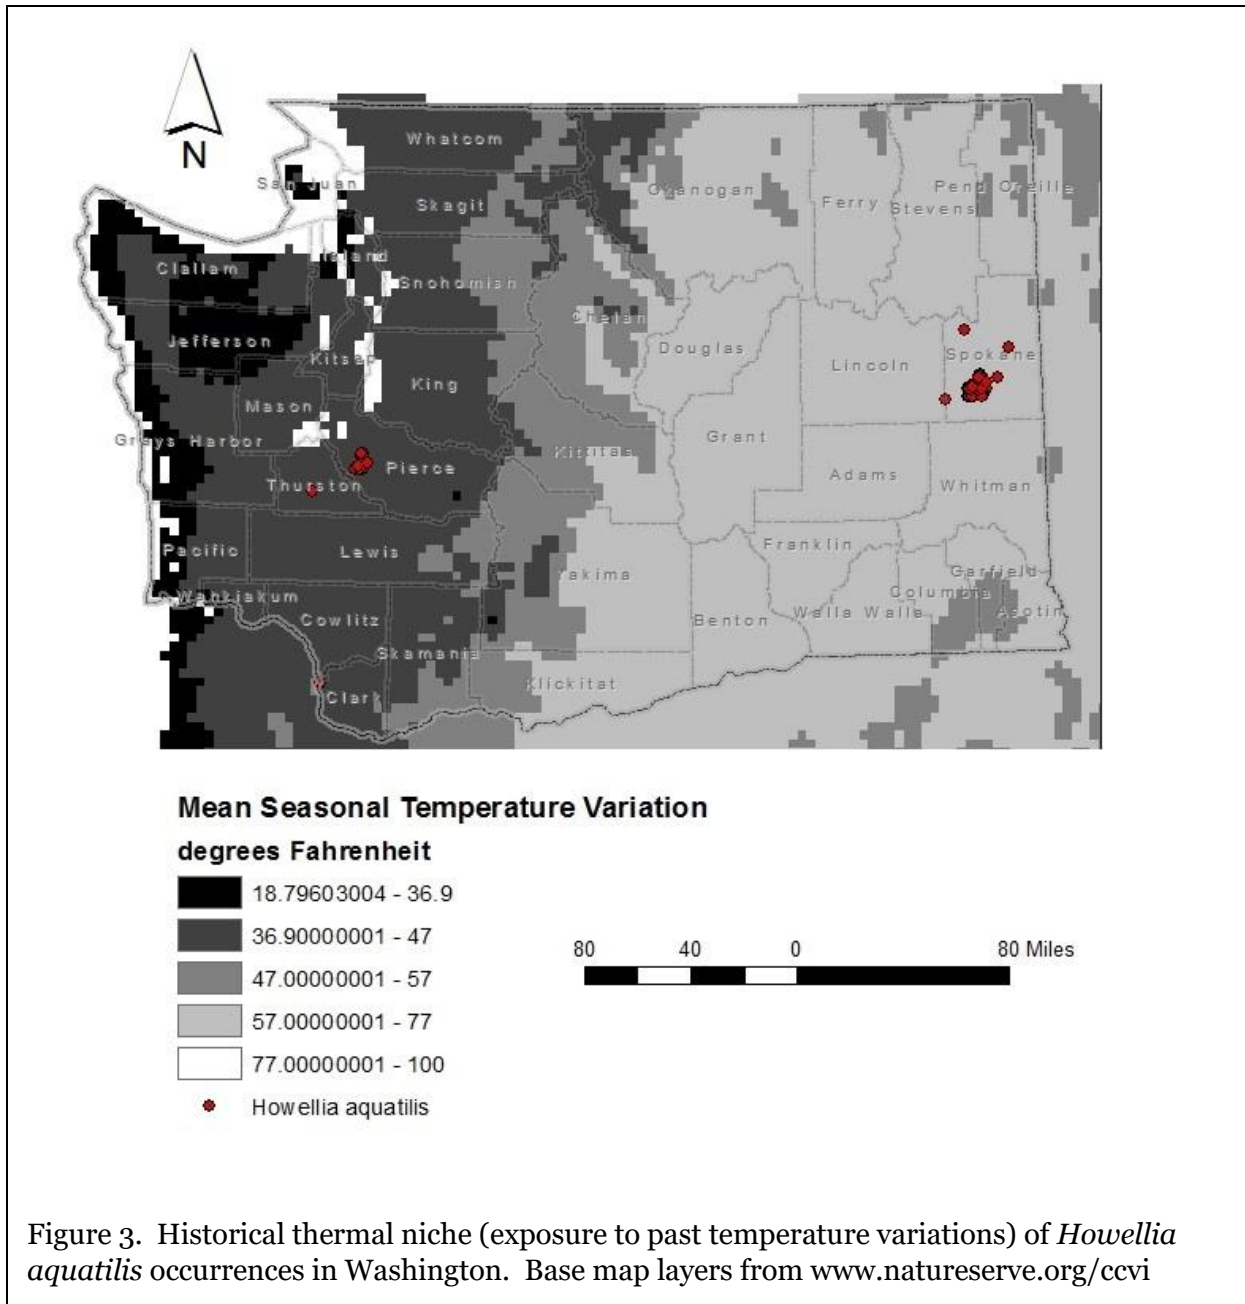 N
Whatcom
San Juan
Skagit
Okanogan
Ferry
Stevens
Pend Oreille
Clallam
Island
Snohomish
Chelan
Jefferson
Kitsap
King
Douglas
Lincoln
Spokane
Mason
Grays Harbor
Kittitas
Grant
Thurston
Pierce
Adams
Whitman
Pacific
Lewis
Yakima
Franklin
Garfield
Wahkiakum
Cowlitz
Benton
Walla Walla
Columbia
Asotin
Skamania
Clark
Klickitat
Mean Seasonal Temperature Variation
degrees Fahrenheit
18.79603004 - 36.9
36.90000001 - 47
47.00000001 - 57
57.00000001 - 77
77.00000001 - 100
Howellia aquatilis
80 40 0 80 Miles
Figure 3. Historical thermal niche (exposure to past temperature variations) of Howellia
aquatilis occurrences in Washington. Base map layers from www.natureserve.org/ccvi